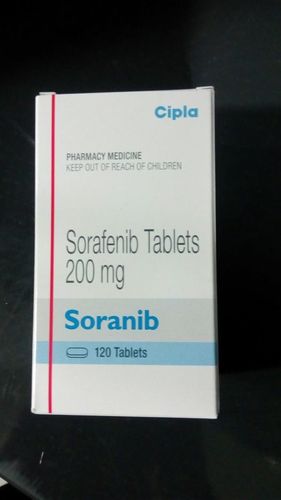 Cipla
PHARMACY MEDICINE
KEEP OUT OF REACH OF CHILDREN
Sorafenib Tablets
200 mg
Soranib
120 Tablets